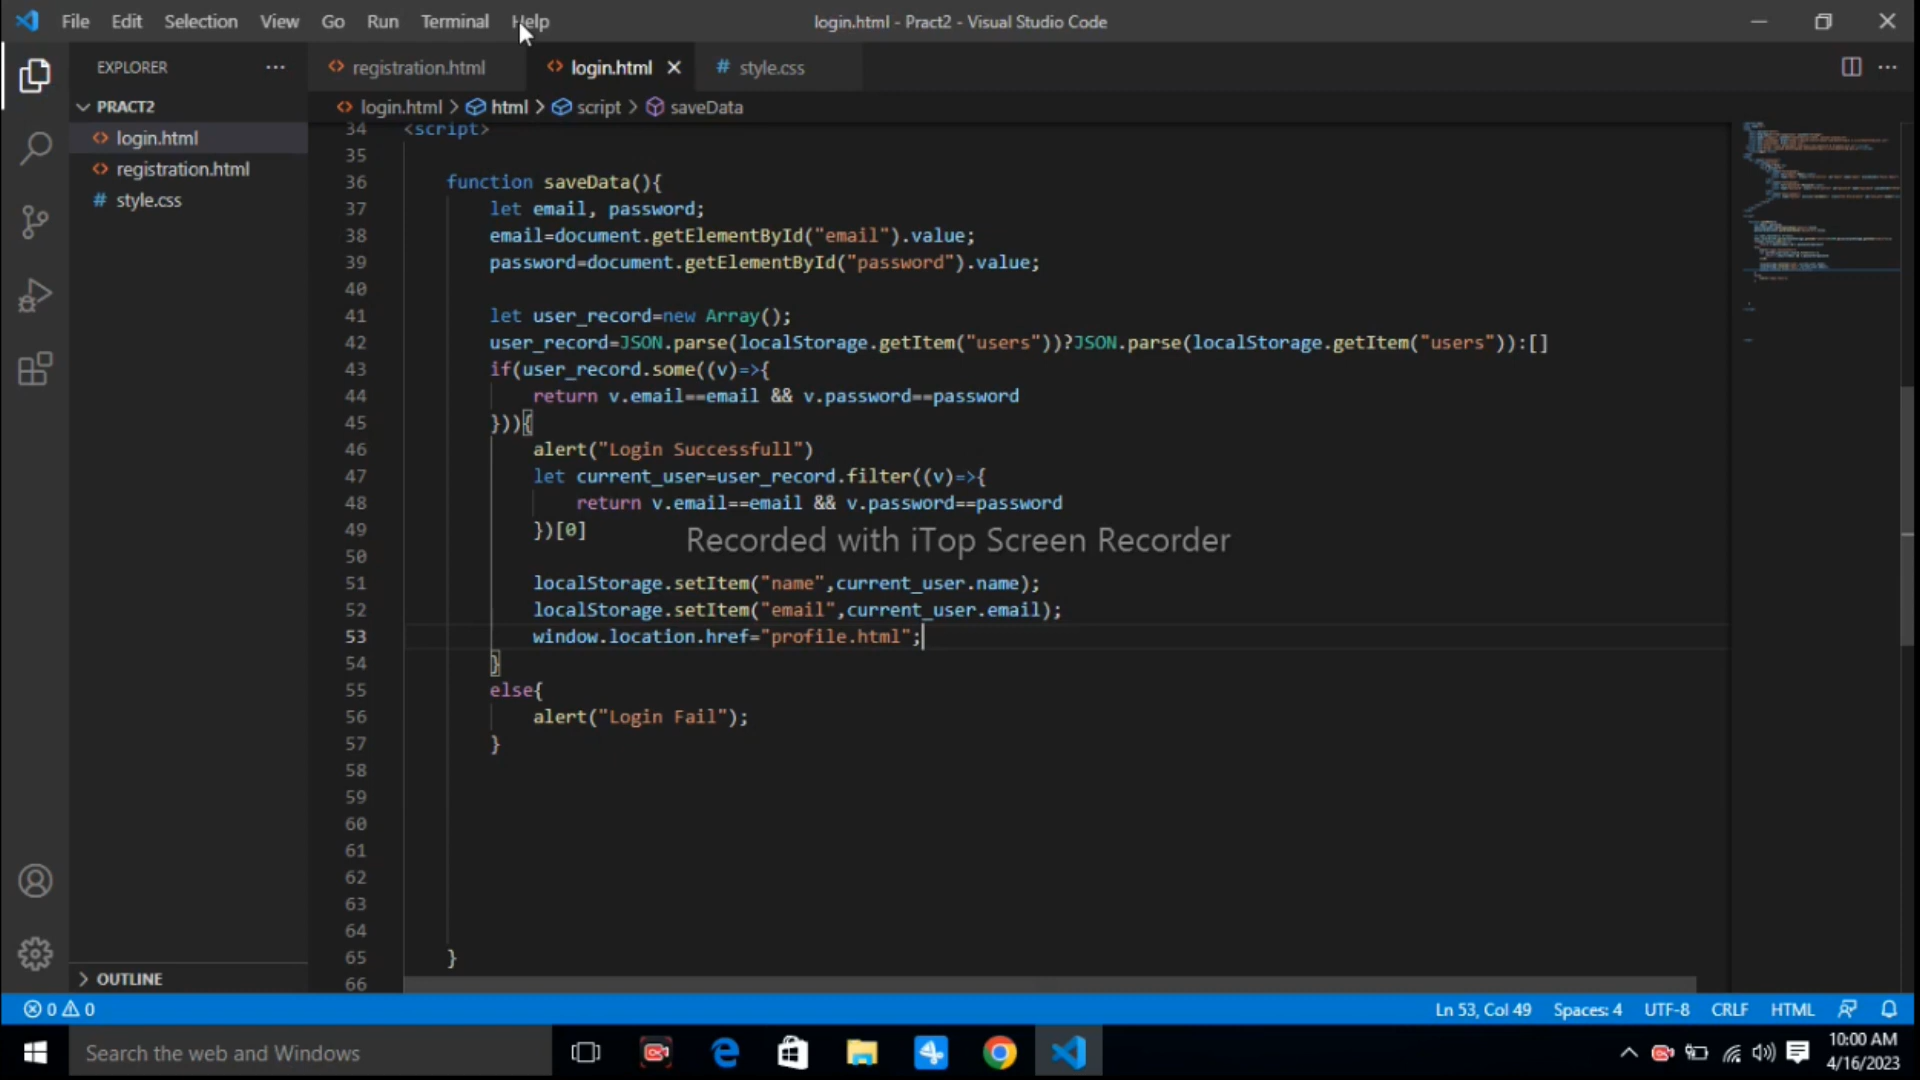 File Edit Selection View Go Run Terminal Help
login.html - Pract2 - Visual Studio Code
EXPLORER
registration.html
login.html
# style.css
PRACT2
login.html
registration.html
# style.css
login.html > html > script > saveData
34 <script>
35
36 function saveData(){
37 let email, password;
38 email=document.getElementById("email").value;
39 password=document.getElementById("password").value;
40
41 let user_record=new Array();
42 user_record=JSON.parse(localStorage.getItem("users"))?JSON.parse(localStorage.getItem("users")):[]
43 if(user_record.some((v)=>{
44 return v.email==email && v.password==password
45 })){
46 alert("Login Successfull")
47 let current_user=user_record.filter((v)=>{
48 return v.email==email && v.password==password
49 })[0]
Recorded with iTop Screen Recorder
50
51 localStorage.setItem("name",current_user.name);
52 localStorage.setItem("email",current_user.email);
53 window.location.href="profile.html";
54 }
55 else{
56 alert("Login Fail");
57 }
58
59
60
61
62
63
64
65 }
66
OUTLINE
0 0
Ln 53, Col 49 Spaces: 4 UTF-8 CRLF HTML
Search the web and Windows
10:00 AM
4/16/2023